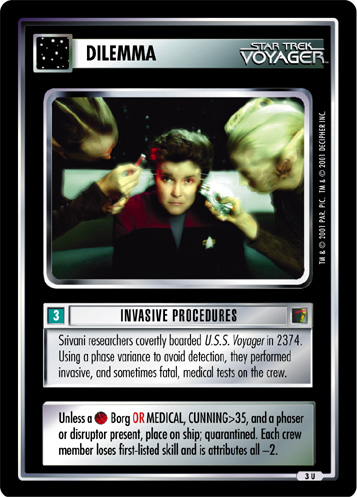 DILEMMA
STAR TREK
VOYAGER™
TM & © 2001 PAR. PIC. TM & © 2001 DECIPHER INC.
3 INVASIVE PROCEDURES
Srivani researchers covertly boarded U.S.S. Voyager in 2374.
Using a phase variance to avoid detection, they performed
invasive, and sometimes fatal, medical tests on the crew.
Unless a Borg OR MEDICAL, CUNNING>35, and a phaser
or disruptor present, place on ship; quarantined. Each crew
member loses first-listed skill and is attributes all –2.
3 U